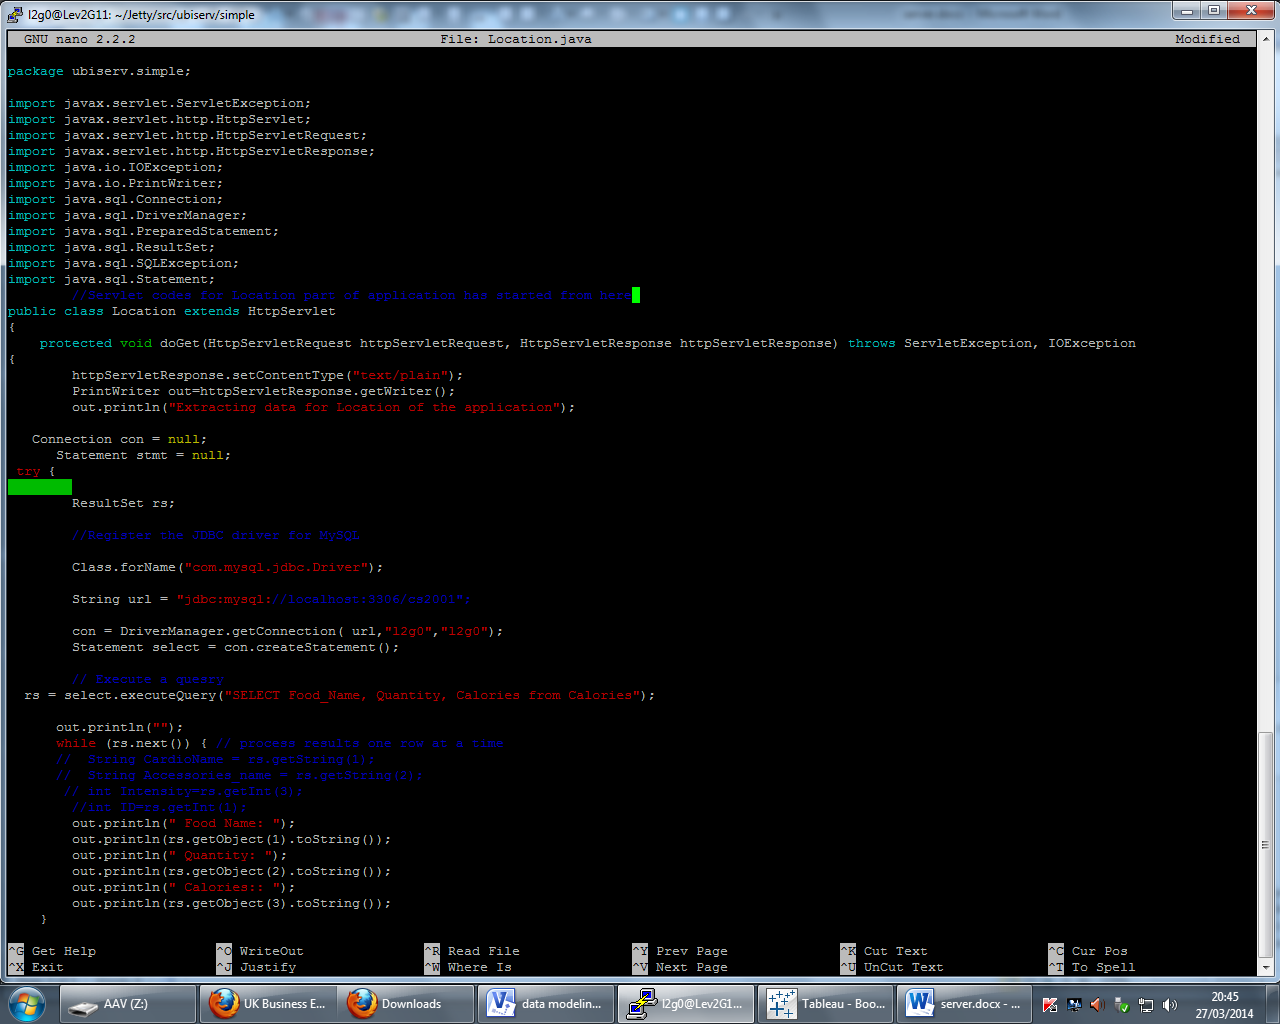 l2g0@Lev2G11: ~/Jetty/src/ubiserv/simple
GNU nano 2.2.2 File: Location.java Modified
package ubiserv.simple;
import javax.servlet.ServletException;
import javax.servlet.http.HttpServlet;
import javax.servlet.http.HttpServletRequest;
import javax.servlet.http.HttpServletResponse;
import java.io.IOException;
import java.io.PrintWriter;
import java.sql.Connection;
import java.sql.DriverManager;
import java.sql.PreparedStatement;
import java.sql.ResultSet;
import java.sql.SQLException;
import java.sql.Statement;
//Servlet codes for Location part of application has started from here
public class Location extends HttpServlet
{
protected void doGet(HttpServletRequest httpServletRequest, HttpServletResponse httpServletResponse) throws ServletException, IOException
{
httpServletResponse.setContentType("text/plain");
PrintWriter out=httpServletResponse.getWriter();
out.println("Extracting data for Location of the application");
Connection con = null;
Statement stmt = null;
try {
ResultSet rs;
//Register the JDBC driver for MySQL
Class.forName("com.mysql.jdbc.Driver");
String url = "jdbc:mysql://localhost:3306/cs2001";
con = DriverManager.getConnection( url,"l2g0","l2g0");
Statement select = con.createStatement();
// Execute a quesry
rs = select.executeQuery("SELECT Food_Name, Quantity, Calories from Calories");
out.println("");
while (rs.next()) { // process results one row at a time
// String CardioName = rs.getString(1);
// String Accessories_name = rs.getString(2);
// int Intensity=rs.getInt(3);
//int ID=rs.getInt(1);
out.println(" Food Name: ");
out.println(rs.getObject(1).toString());
out.println(" Quantity: ");
out.println(rs.getObject(2).toString());
out.println(" Calories:: ");
out.println(rs.getObject(3).toString());
}
^G Get Help ^O WriteOut ^R Read File ^Y Prev Page ^K Cut Text ^C Cur Pos
^X Exit ^J Justify ^W Where Is ^V Next Page ^U UnCut Text ^T To Spell
AAV (Z:) UK Business E... Downloads data modelin... l2g0@Lev2G1... Tableau - Boo... server.docx - ... 20:45
27/03/2014